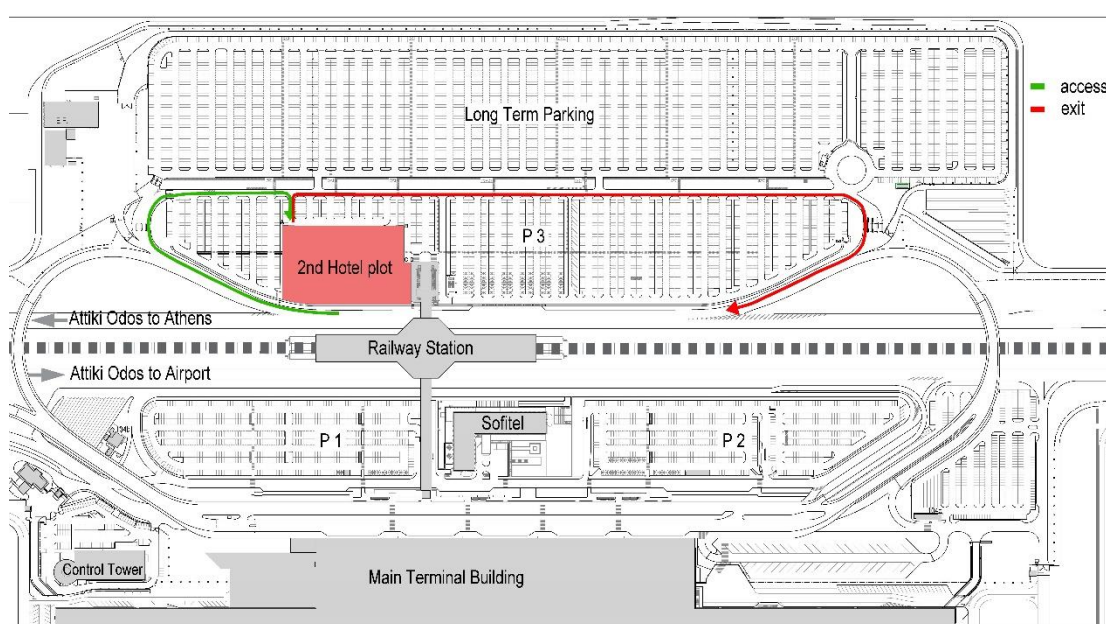 Long Term Parking
access
exit
P 3
2nd Hotel plot
Attiki Odos to Athens
Railway Station
Attiki Odos to Airport
Sofitel
P 1
P 2
Control Tower
Main Terminal Building